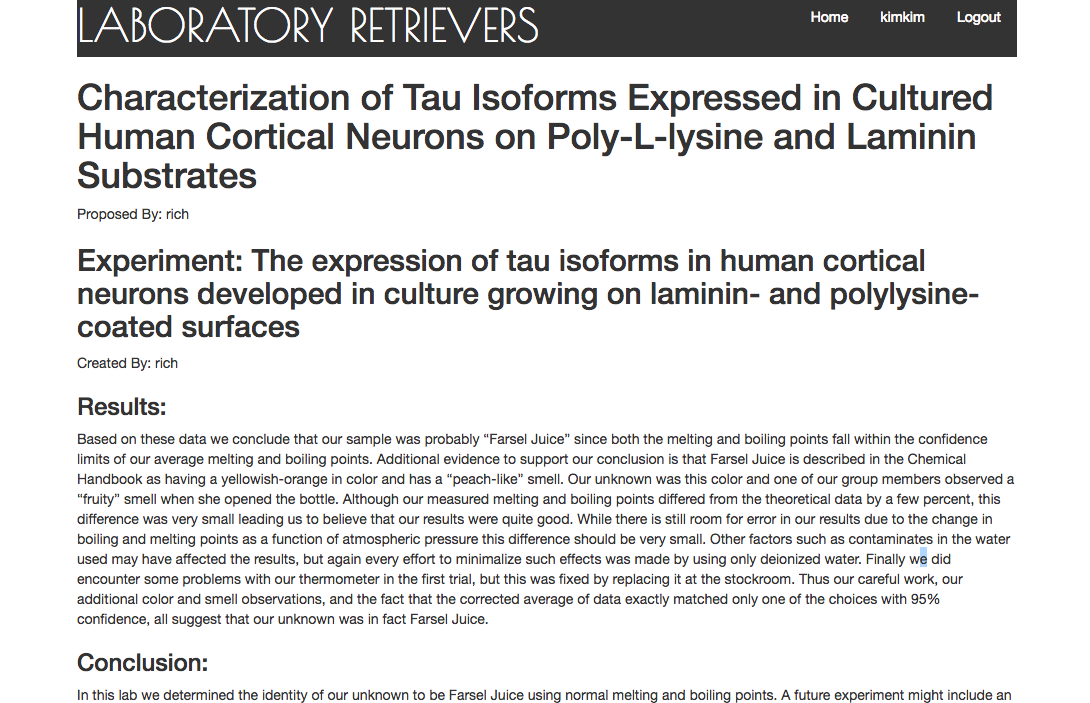 LABORATORY RETRIEVERS
Home kimkim Logout
Characterization of Tau Isoforms Expressed in Cultured
Human Cortical Neurons on Poly-L-lysine and Laminin
Substrates
Proposed By: rich
Experiment: The expression of tau isoforms in human cortical
neurons developed in culture growing on laminin- and polylysine-
coated surfaces
Created By: rich
Results:
Based on these data we conclude that our sample was probably “Farsel Juice” since both the melting and boiling points fall within the confidence
limits of our average melting and boiling points. Additional evidence to support our conclusion is that Farsel Juice is described in the Chemical
Handbook as having a yellowish-orange in color and has a “peach-like” smell. Our unknown was this color and one of our group members observed a
“fruity” smell when she opened the bottle. Although our measured melting and boiling points differed from the theoretical data by a few percent, this
difference was very small leading us to believe that our results were quite good. While there is still room for error in our results due to the change in
boiling and melting points as a function of atmospheric pressure this difference should be very small. Other factors such as contaminates in the water
used may have affected the results, but again every effort to minimalize such effects was made by using only deionized water. Finally we did
encounter some problems with our thermometer in the first trial, but this was fixed by replacing it at the stockroom. Thus our careful work, our
additional color and smell observations, and the fact that the corrected average of data exactly matched only one of the choices with 95%
confidence, all suggest that our unknown was in fact Farsel Juice.
Conclusion:
In this lab we determined the identity of our unknown to be Farsel Juice using normal melting and boiling points. A future experiment might include an